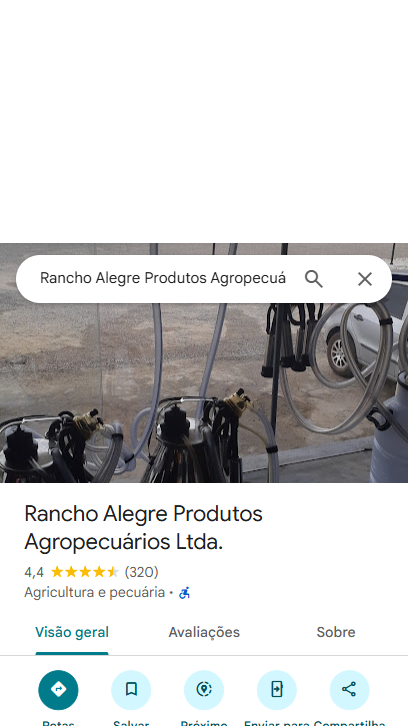 Rancho Alegre Produtos Agropecuá
Rancho Alegre Produtos
Agropecuários Ltda.
4,4 (320)
Agricultura e pecuária •
Visão geral Avaliações Sobre
Rotas Salvar Próximo Enviar para Compartilha